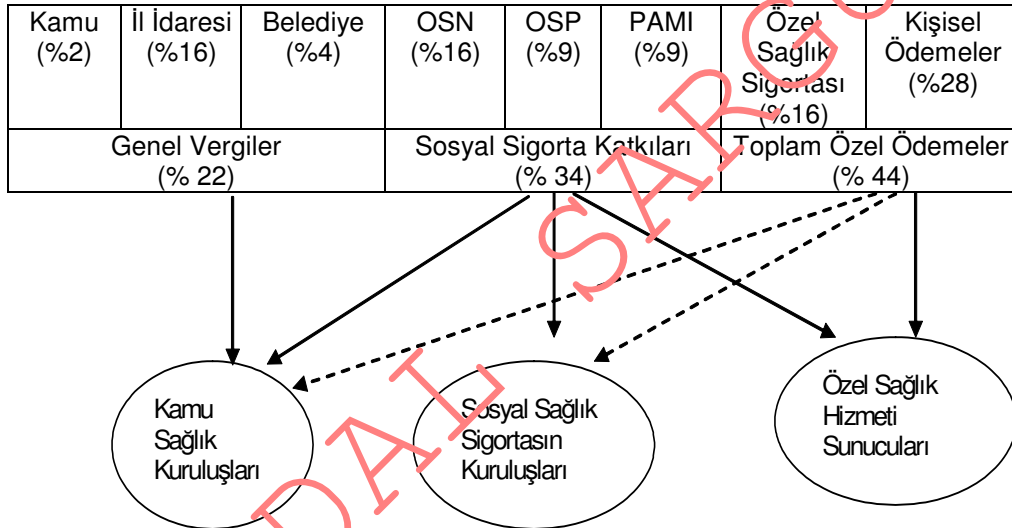 Kamu
(%2)
İl İdaresi
(%16)
Belediye
(%4)
OSN
(%16)
OSP
(%9)
PAMI
(%9)
Özel
Sağlık
Sigortası
(%16)
Kişisel
Ödemeler
(%28)
Genel Vergiler
(% 22)
Sosyal Sigorta Katkıları
(% 34)
Toplam Özel Ödemeler
(% 44)
Kamu
Sağlık
Kuruluşları
Sosyal Sağlık
Sigortasın
Kuruluşları
Özel Sağlık
Hizmeti
Sunucuları
DAL SARG